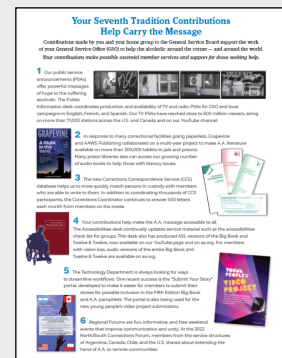 Your Seventh Tradition Contributions
Help Carry the Message
Contributions made by you and your home group to the General Service Board support the work
of your General Service Office (GSO) to help the alcoholic around the corner — and around the world.
Your contributions make possible essential member services and support for those seeking help.
1 Our public service
announcements (PSAs)
offer powerful messages
of hope to the suffering
alcoholic. The Public
Information desk coordinates production and availability of TV and radio PSAs for GSO and local
campaigns in English, French, and Spanish. Our TV PSAs have reached close to 600 million viewers, airing
on more than 71,000 stations across the U.S. and Canada and on our YouTube channel.
GRAPEVINE
A Night
in the
Yard
2 In response to many correctional facilities going paperless, Grapevine
and AAWS Publishing collaborated on a multi-year project to make A.A. literature
available on more than 300,000 tablets in jails and prisons.
Many prison libraries also can access our growing number
of audio books to help those with literacy issues.
3 The new Corrections Correspondence Service (CCS)
database helps us to more quickly match persons in custody with members
who are able to write to them. In addition to coordinating thousands of CCS
participants, the Corrections Coordinator continues to answer 500 letters
each month from members on the inside.
4 Your contributions help make the A.A. message accessible to all.
The Accessibilities desk continually updates service material such as the accessibilities
check list for groups. This desk also has produced ASL versions of the Big Book and
Twelve & Twelve, now available on our YouTube page and on aa.org. For members
with vision loss, audio versions of the entire Big Book and
Twelve & Twelve are available on aa.org.
5 The Technology Department is always looking for ways
to streamline workflows. One recent success is the "Submit Your Story"
portal, developed to make it easier for members to submit their
stories for possible inclusion in the Fifth Edition Big Book and
A.A. pamphlets. The portal is also being used for the
new young people's video project submissions.
YOUNG
PEOPLE'S
VIDEO
PROJECT
6 Regional Forums are fun, informative, and free weekend
events that improve communication and unity. At the 2022
North/South Connections Forum, members from the service structures
of Argentina, Canada, Chile, and the U.S. shared about extending the
hand of A.A. to remote communities